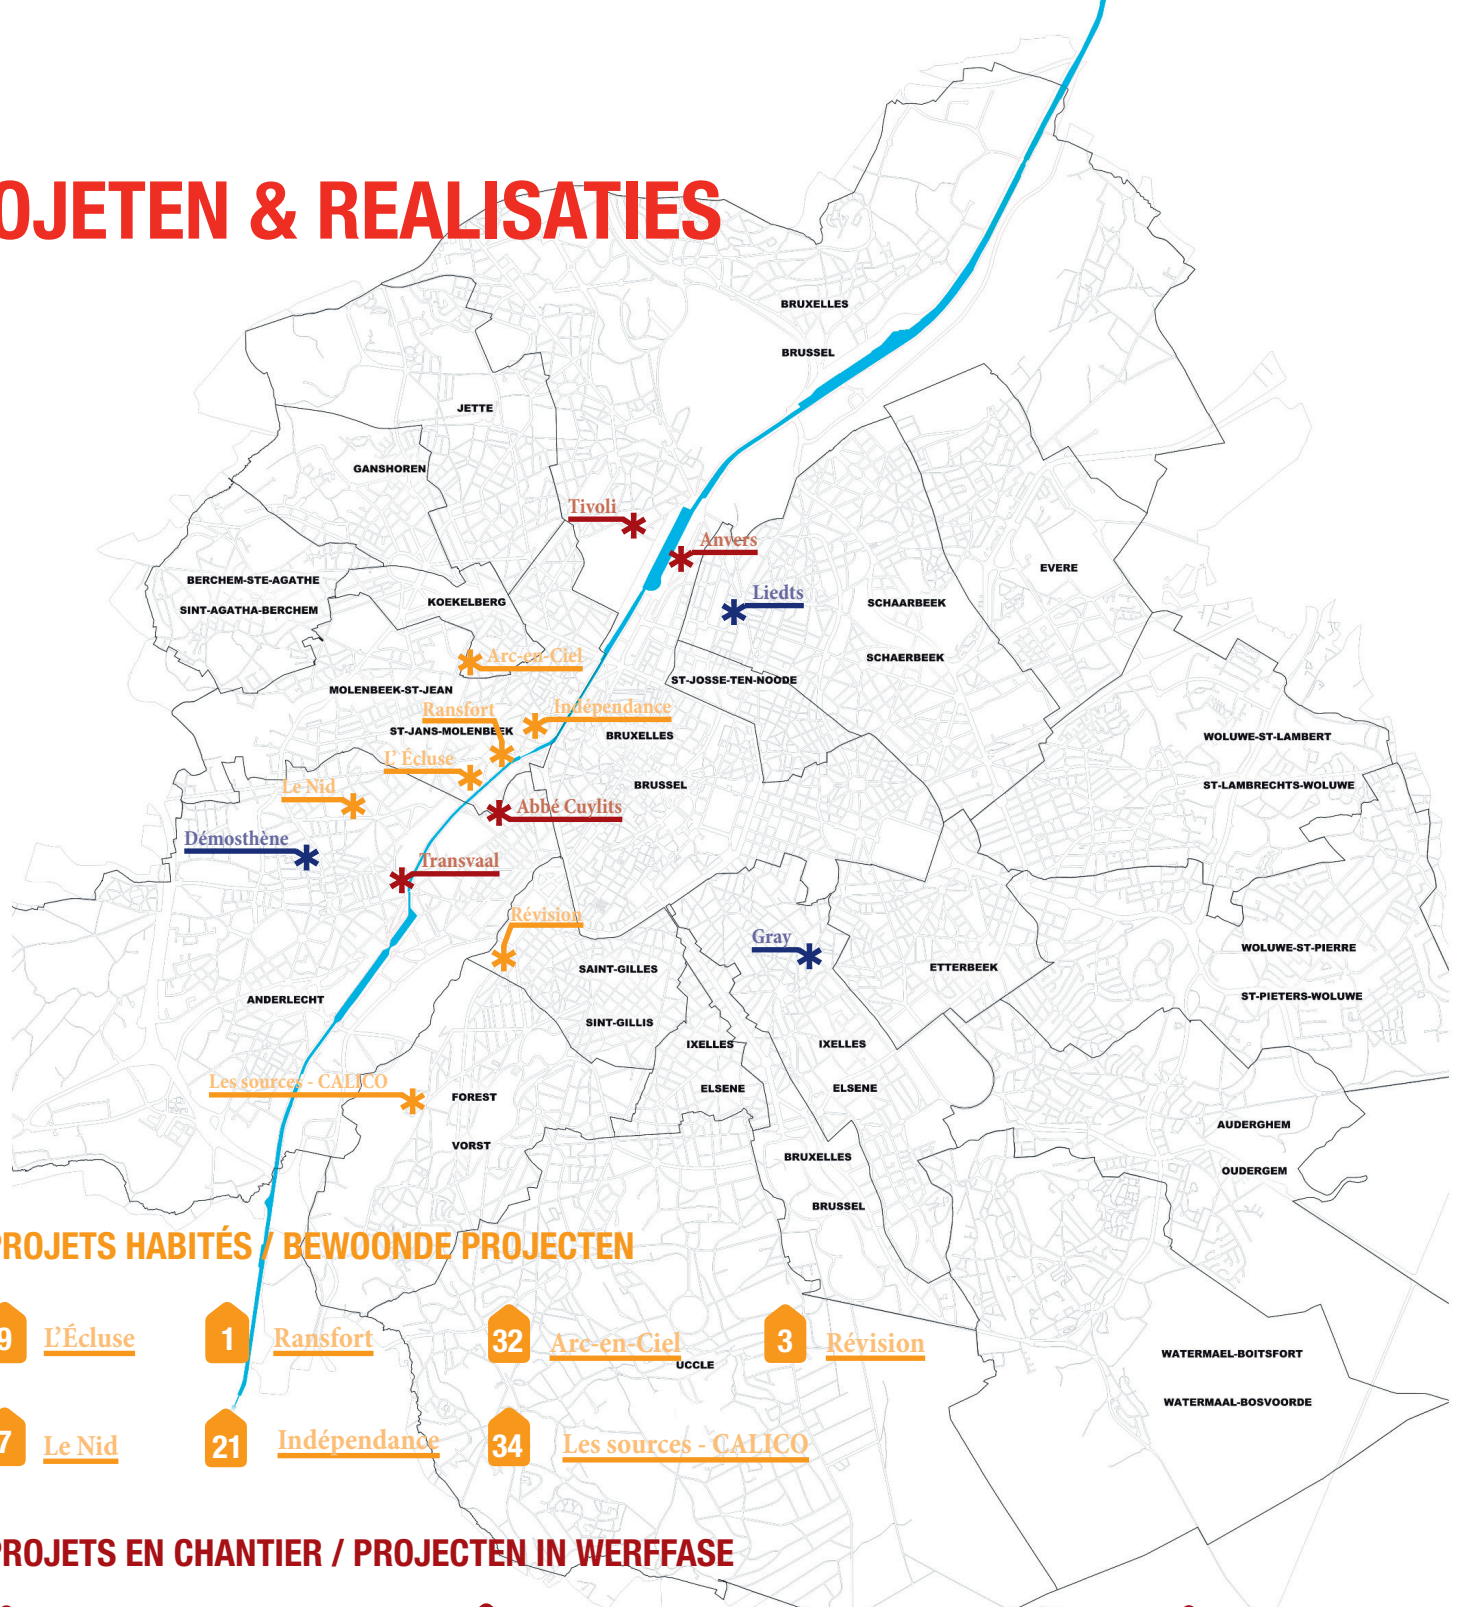 OJETEN & REALISATIES
BRUXELLES
BRUSSEL
JETTE
GANSHOREN
Tivoli
Anvers
EVERE
BERCHEM-STE-AGATHE
Liedts
KOEKELBERG
SCHAARBEEK
SINT-AGATHA-BERCHEM
Arc-en-Ciel
SCHAERBEEK
ST-JOSSE-TEN-NOODE
MOLENBEEK-ST-JEAN
Ransfort
Indépendance
ST-JANS-MOLENBEEK
BRUXELLES
WOLUWE-ST-LAMBERT
L' Écluse
Le Nid
BRUSSEL
ST-LAMBRECHTS-WOLUWE
Abbé Cuylits
Démosthène
Transvaal
Révision
Gray
WOLUWE-ST-PIERRE
SAINT-GILLES
ETTERBEEK
ANDERLECHT
ST-PIETERS-WOLUWE
SINT-GILLIS
IXELLES
IXELLES
Les sources - CALICO
ELSENE
ELSENE
FOREST
AUDERGHEM
VORST
BRUXELLES
OUDERGEM
BRUSSEL
PROJETS HABITÉS / BEWOONDE PROJECTEN
9 L'Écluse
1 Ransfort
32 Arc-en-Ciel
3 Révision
UCCLE
WATERMAEL-BOITSFORT
WATERMAAL-BOSVOORDE
7 Le Nid
21 Indépendance
34 Les sources - CALICO
PROJETS EN CHANTIER / PROJECTEN IN WERFFASE